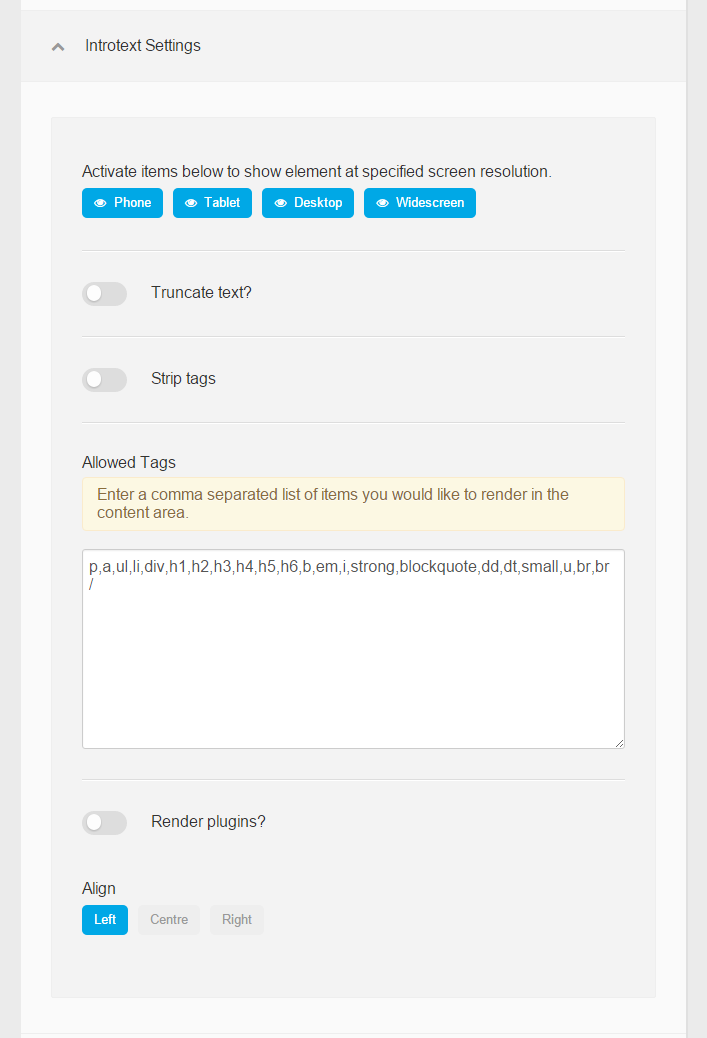 Introtext Settings
Activate items below to show element at specified screen resolution.
Phone Tablet Desktop Widescreen
Truncate text?
Strip tags
Allowed Tags
Enter a comma separated list of items you would like to render in the
content area.
p,a,ul,li,div,h1,h2,h3,h4,h5,h6,b,em,i,strong,blockquote,dd,dt,small,u,br,br
/
Render plugins?
Align
Left Centre Right